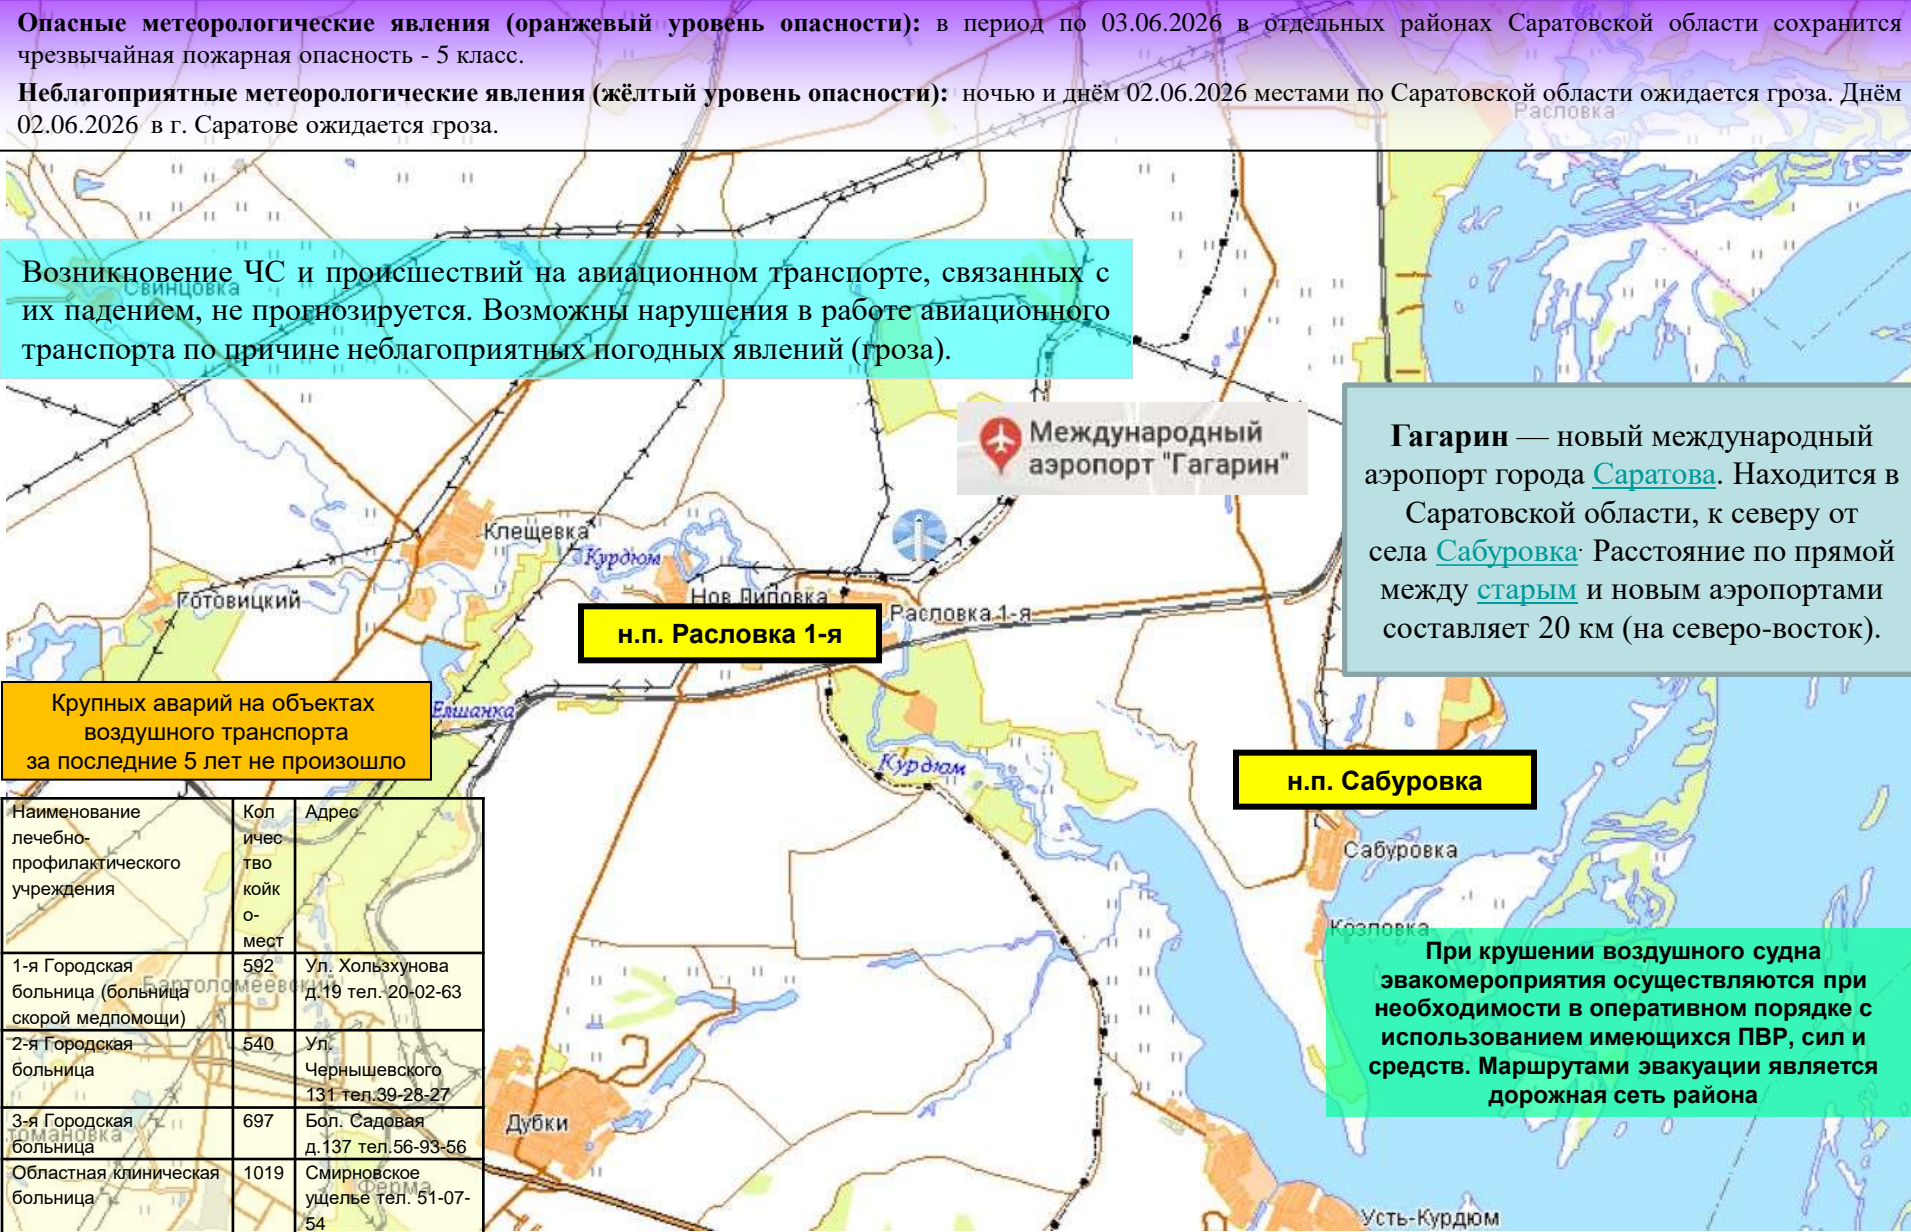 Опасные метеорологические явления (оранжевый уровень опасности): в период по 03.06.2026 в отдельных районах Саратовской области сохранится
чрезвычайная пожарная опасность - 5 класс.
Неблагоприятные метеорологические явления (жёлтый уровень опасности): ночью и днём 02.06.2026 местами по Саратовской области ожидается гроза. Днём
02.06.2026 в г. Саратове ожидается гроза.
Расловка
Возникновение ЧС и происшествий на авиационном транспорте, связанных с
их падением, не прогнозируется. Возможны нарушения в работе авиационного
транспорта по причине неблагоприятных погодных явлений (гроза).
Свинцовка
Международный
аэропорт "Гагарин"
Гагарин — новый международный
аэропорт города Саратова. Находится в
Саратовской области, к северу от
села Сабуровка. Расстояние по прямой
между старым и новым аэропортами
составляет 20 км (на северо-восток).
Клещевка
Курдюм
Готовицкий
Нов.Липовка
Расловка 1-я
н.п. Расловка 1-я
Елшанка
Крупных аварий на объектах
воздушного транспорта
за последние 5 лет не произошло
Курдюм
н.п. Сабуровка
Сабуровка
Козловка
При крушении воздушного судна
эвакомероприятия осуществляются при
необходимости в оперативном порядке с
использованием имеющихся ПВР, сил и
средств. Маршрутами эвакуации является
дорожная сеть района
Наименование
лечебно-
профилактического
учреждения
Кол
ичес
тво
койк
о-
мест
Адрес
1-я Городская
больница (больница
скорой медпомощи)
592
Ул. Хользхунова
д.19 тел. 20-02-63
Бартоломеевский
2-я Городская
больница
540
Ул.
Чернышевского
131 тел.39-28-27
3-я Городская
больница
697
Бол. Садовая
д.137 тел.56-93-56
томановка
Областная клиническая
больница
1019
Смирновское
ущелье тел. 51-07-
54
Ферма
Дубки
Усть-Курдюм